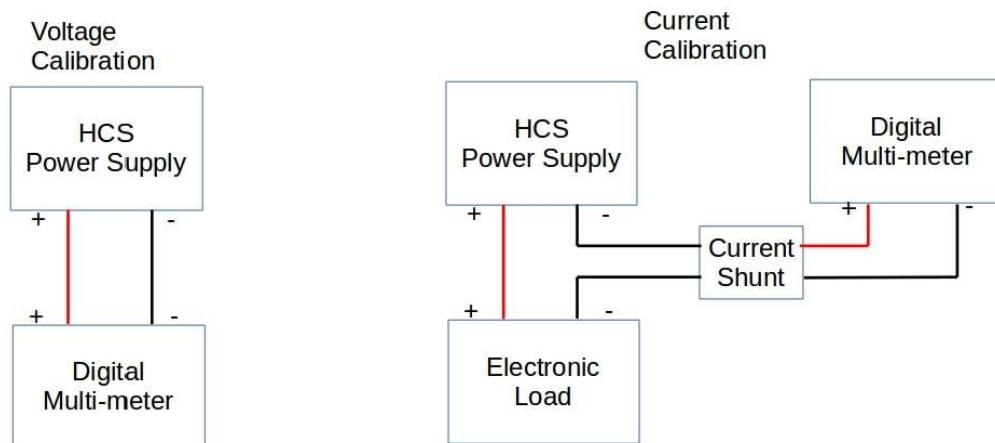 Voltage
Calibration
HCS
Power Supply
+ -
+ -
Digital
Multi-meter
Current
Calibration
HCS
Power Supply
+ -
Digital
Multi-meter
+ -
Current
Shunt
+ -
Electronic
Load